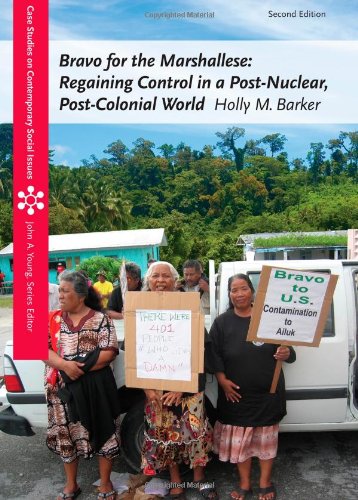 Copyrighted Material
Second Edition
Case Studies on Contemporary Social Issues
John A. Young, Series Editor
Bravo for the Marshallese:
Regaining Control in a Post-Nuclear,
Post-Colonial World Holly M. Barker
THERE WERE
401
PEOPLE
WHO
A
DAMN
Bravo
to
U.S.
Contamination
to
Ailuk